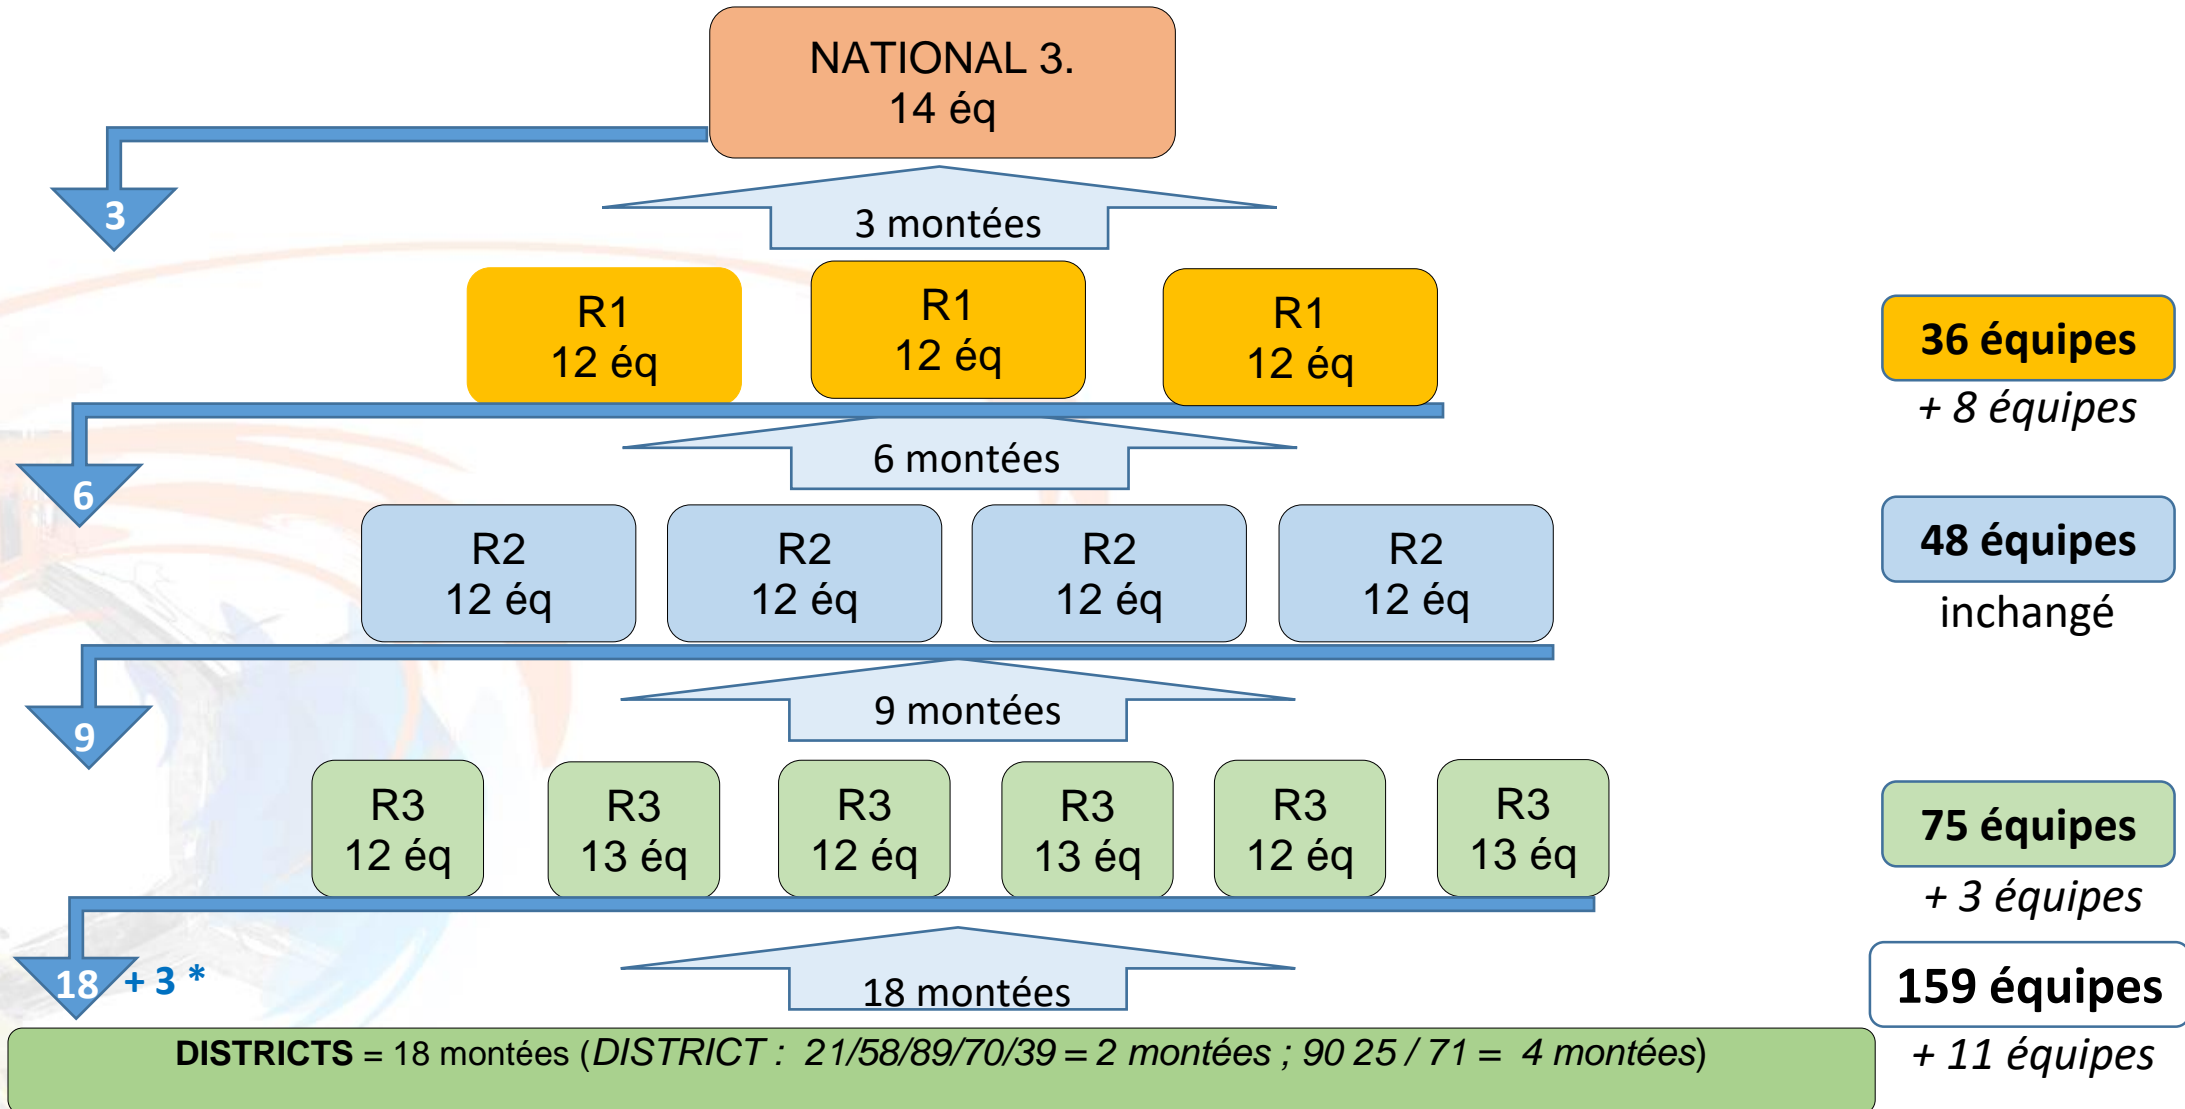 NATIONAL 3.
14 éq
3
3 montées
R1
12 éq
R1
12 éq
R1
12 éq
36 équipes
+ 8 équipes
6
6 montées
R2
12 éq
R2
12 éq
R2
12 éq
R2
12 éq
48 équipes
inchangé
9
9 montées
R3
12 éq
R3
13 éq
R3
12 éq
R3
13 éq
R3
12 éq
R3
13 éq
75 équipes
+ 3 équipes
18 + 3 *
18 montées
159 équipes
+ 11 équipes
DISTRICTS = 18 montées (DISTRICT : 21/58/89/70/39 = 2 montées ; 90 25 / 71 = 4 montées)